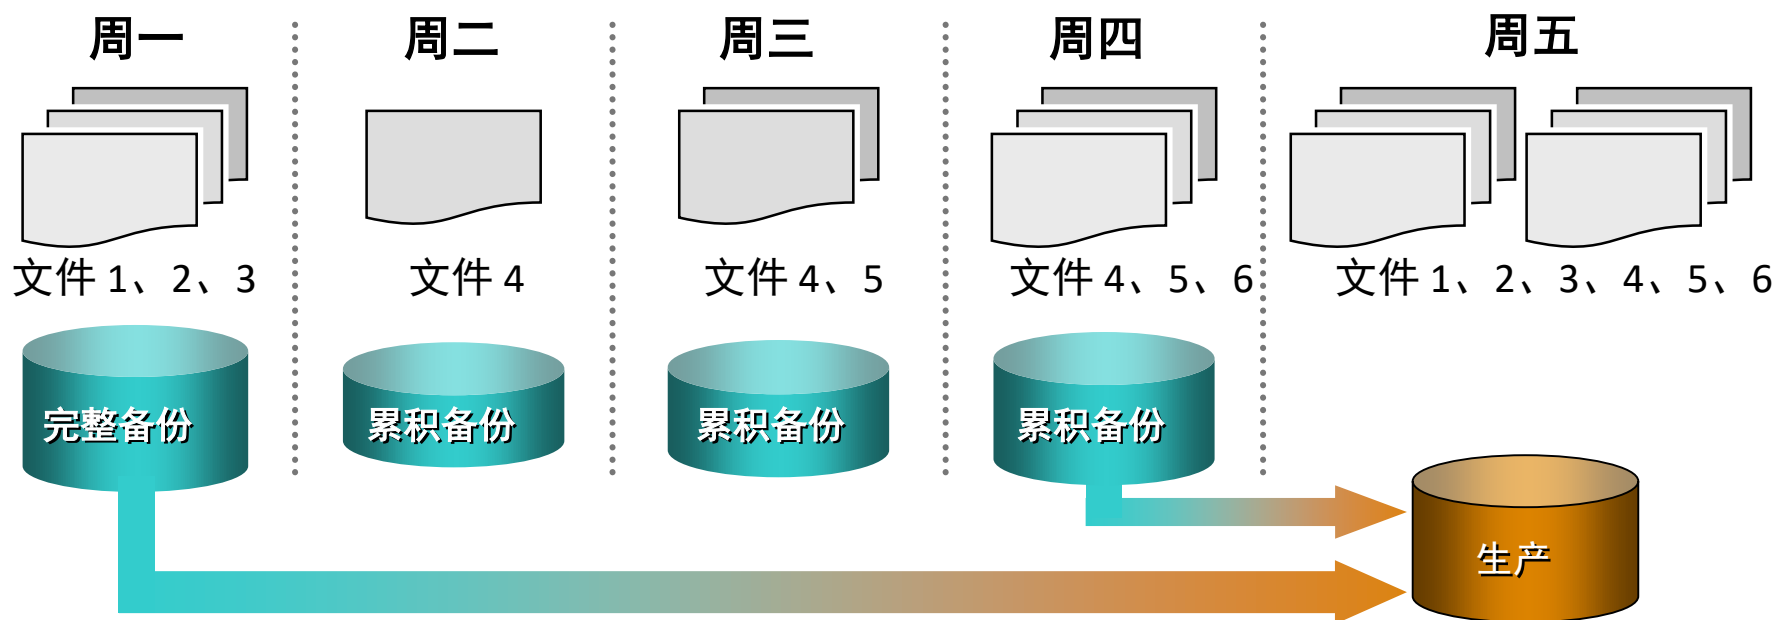 周一
周二
周三
周四
周五
文件 1、2、3
文件 4
文件 4、5
文件 4、5、6
文件 1、2、3、4、5、6
完整备份
累积备份
累积备份
累积备份
生产